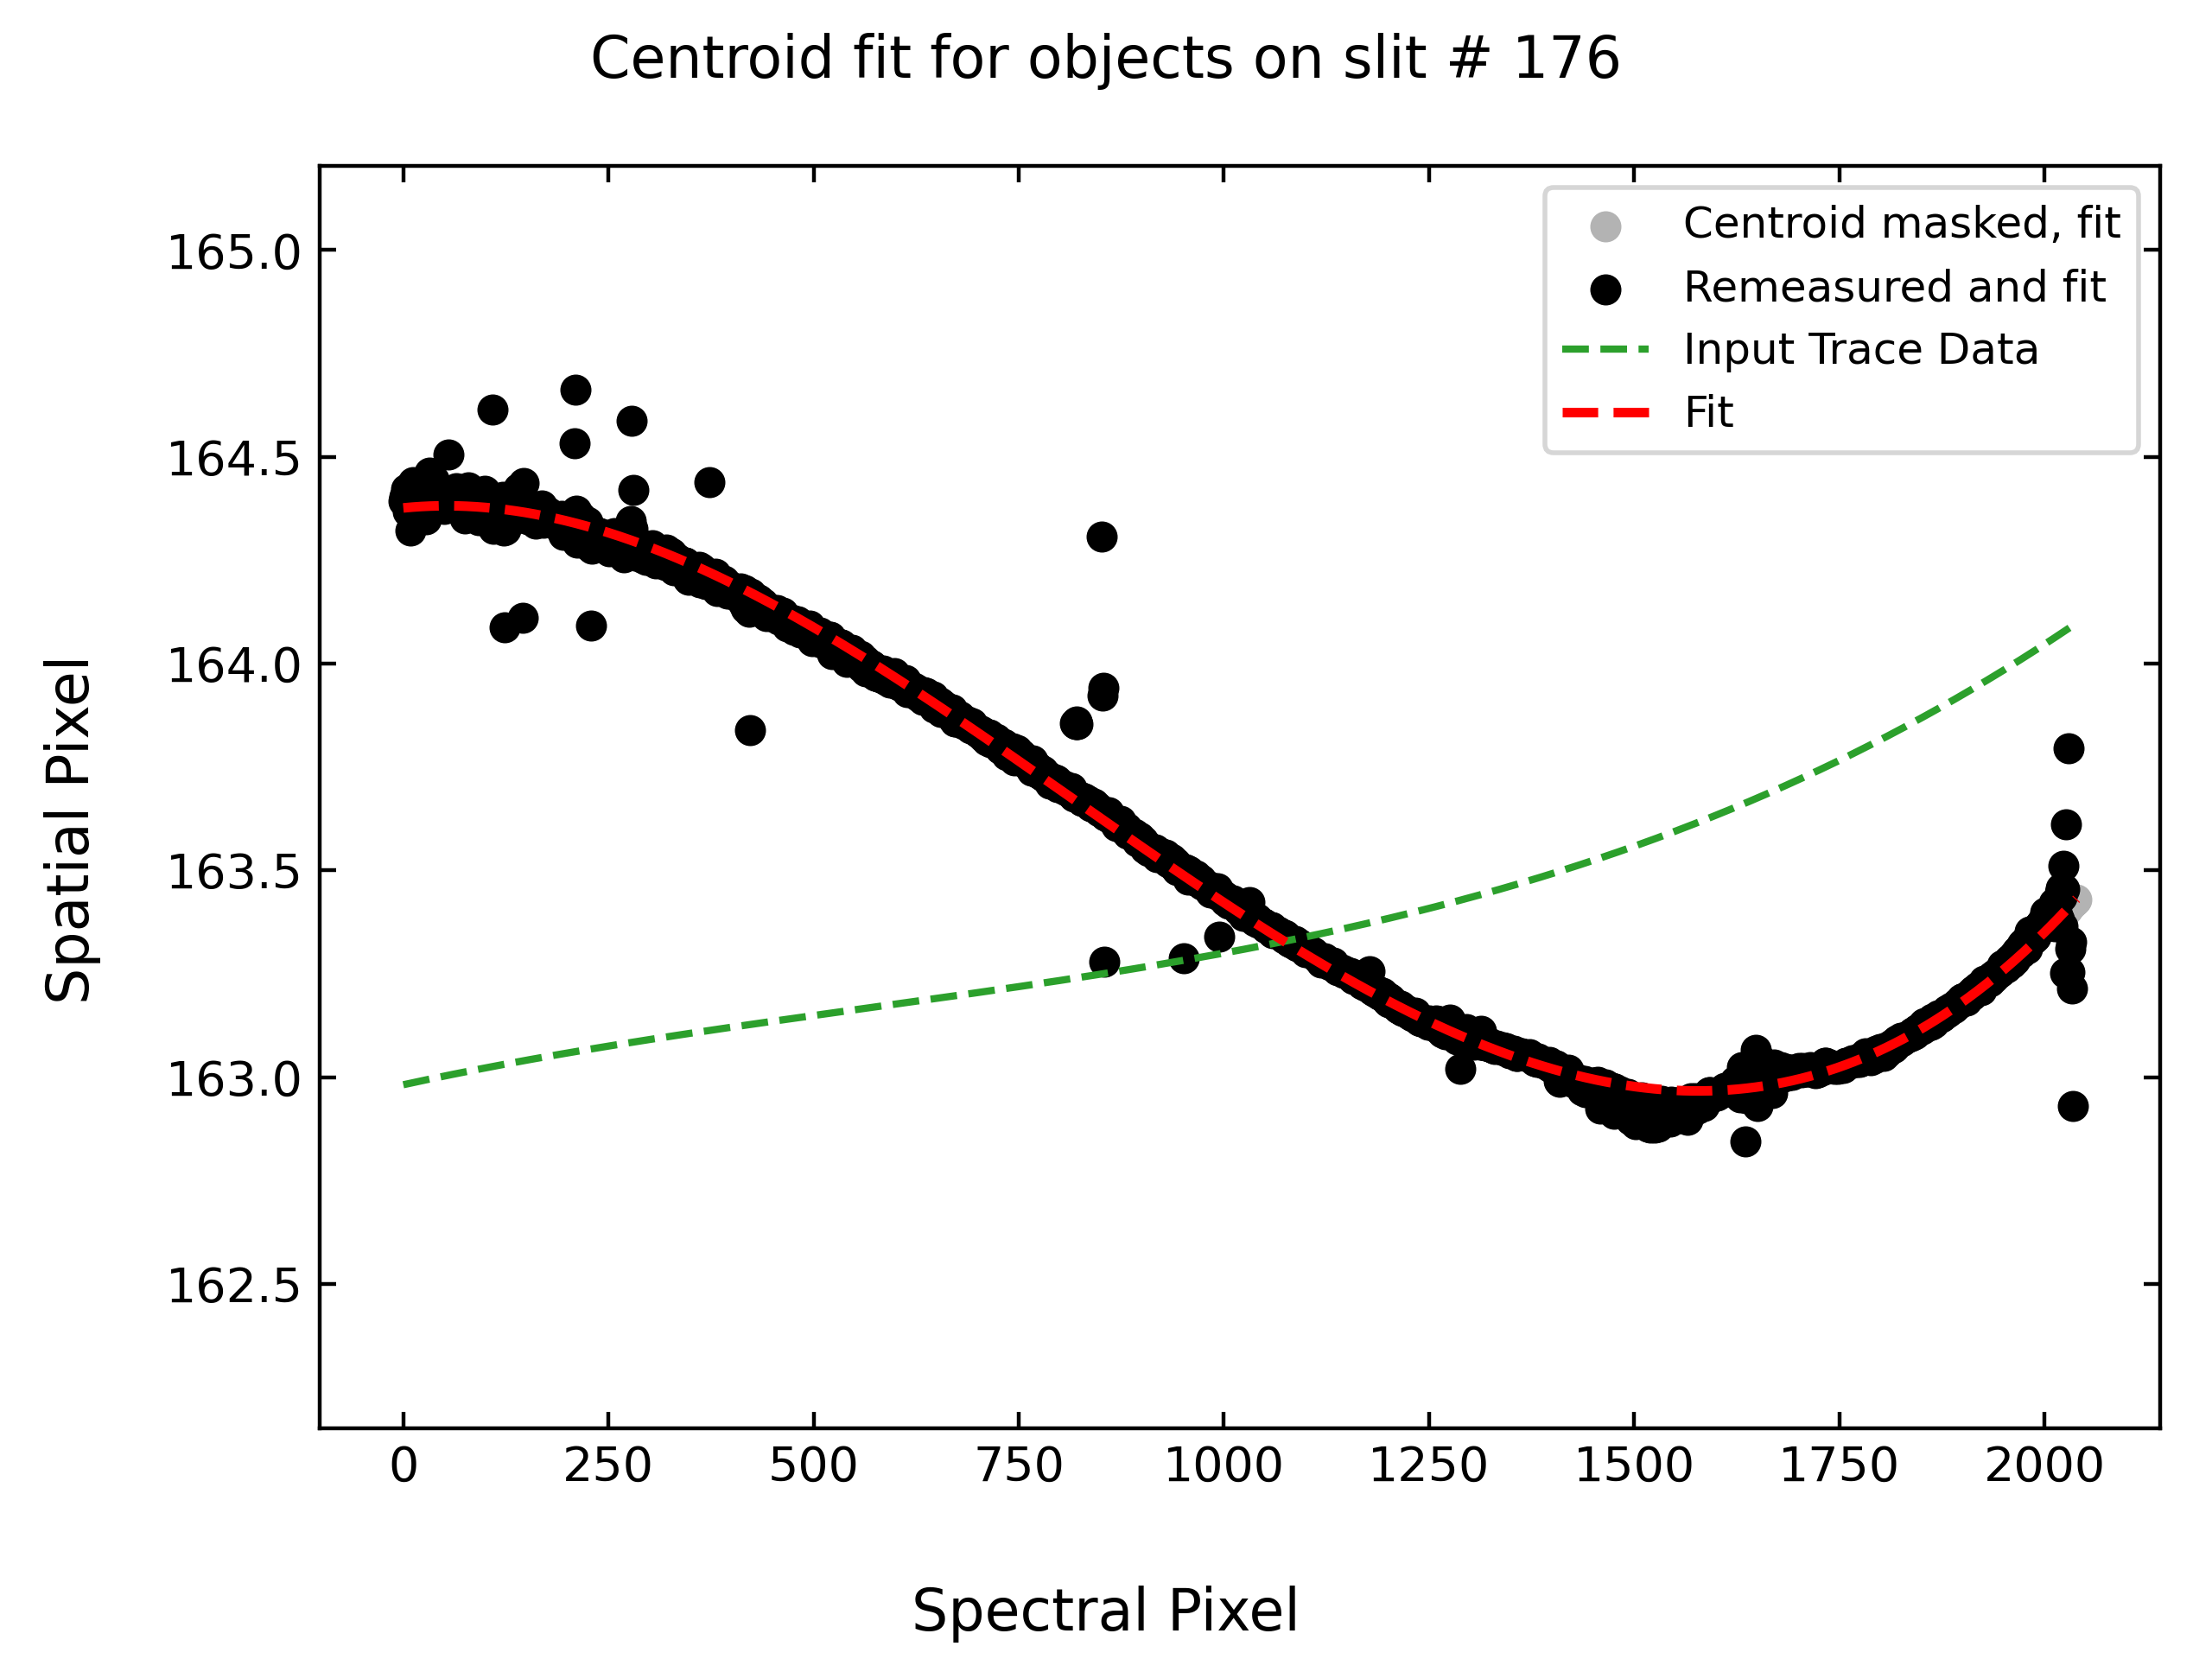 Centroid fit for objects on slit # 176
Centroid masked, fit
Remeasured and fit
Input Trace Data
Fit
Spatial Pixel
165.0
164.5
164.0
163.5
163.0
162.5
0 250 500 750 1000 1250 1500 1750 2000
Spectral Pixel